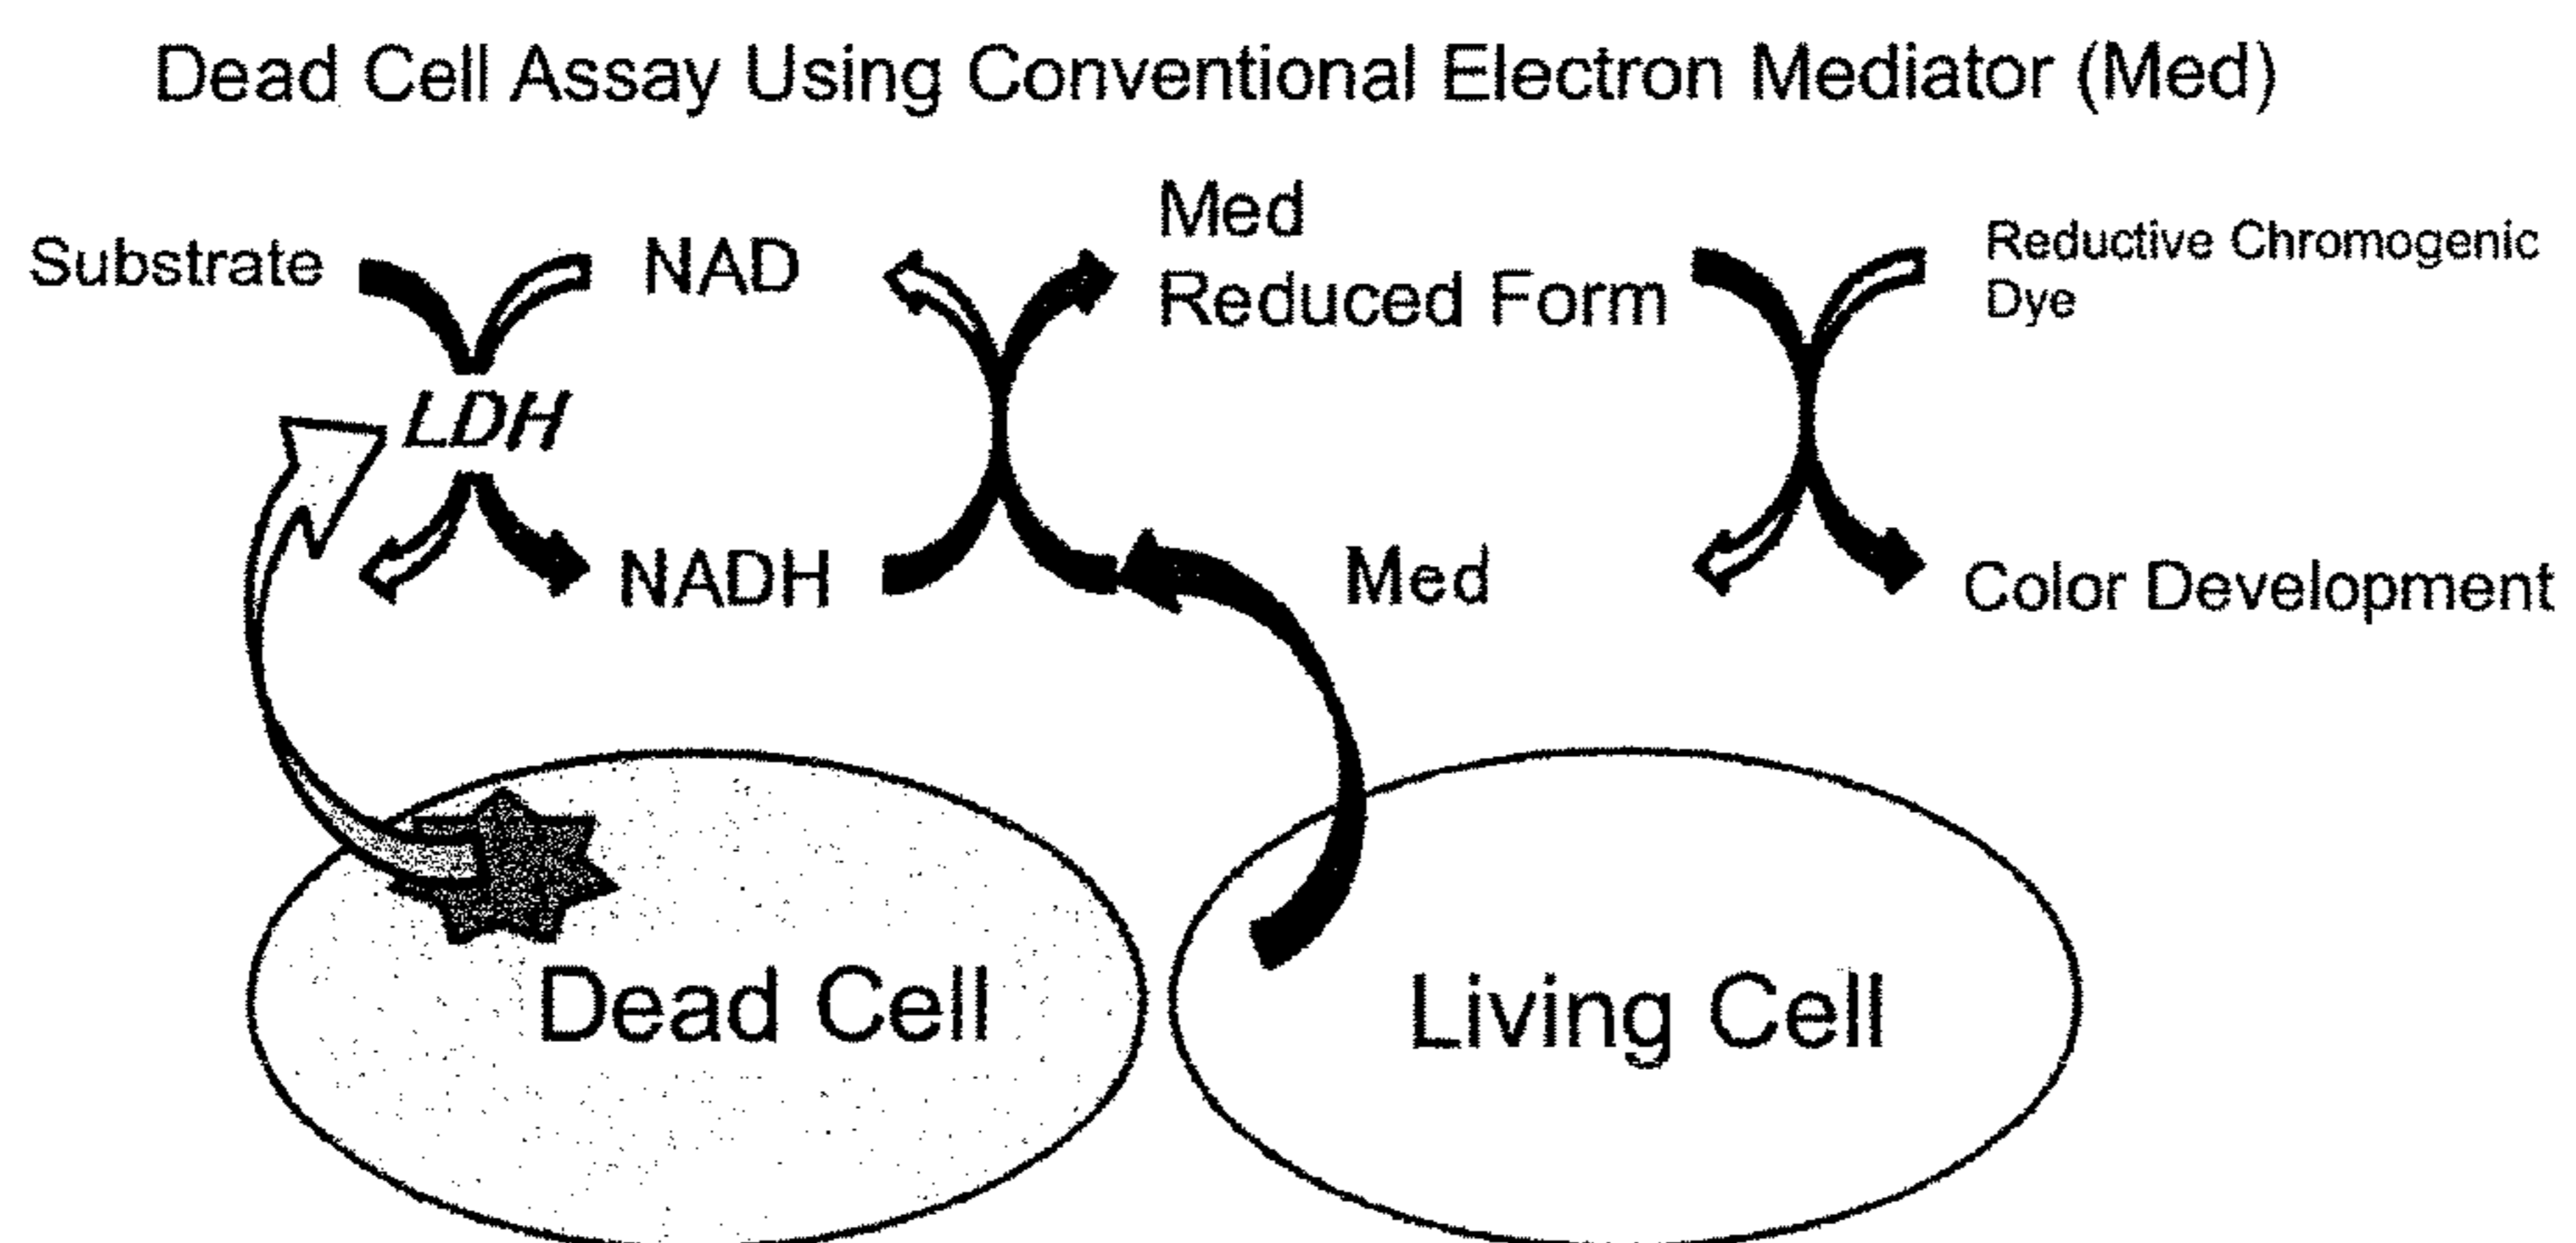 Dead Cell Assay Using Conventional Electron Mediator (Med)
Substrate
NAD
Med
Reduced Form
Reductive Chromogenic
Dye
LDH
NADH
Med
Color Development
Dead Cell
Living Cell